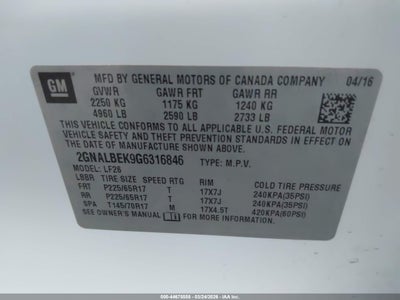 GM
MFD BY GENERAL MOTORS OF CANADA COMPANY 04/16
GVWR GAWR FRT GAWR RR
2250 KG 1175 KG 1240 KG
4960 LB 2590 LB 2733 LB
THIS VEHICLE CONFORMS TO ALL APPLICABLE U.S. FEDERAL MOTOR
VEHICLE SAFETY AND THEFT PREVENTION STANDARDS IN EFFECT ON THE
DATE OF MANUFACTURE SHOWN ABOVE.
2GNALBEK9G6316846 TYPE: M.P.V.
MODEL: LF26
TIRE SIZE SPEED RTG RIM COLD TIRE PRESSURE
FRT P225/65R17 T 17X7J 240KPA(35PSI)
RR P225/65R17 T 17X7J 240KPA(35PSI)
SPA T145/70R17 M 17X4.5T 420KPA(60PSI)
SEE OWNER'S MANUAL FOR ADDITIONAL INFORMATION.